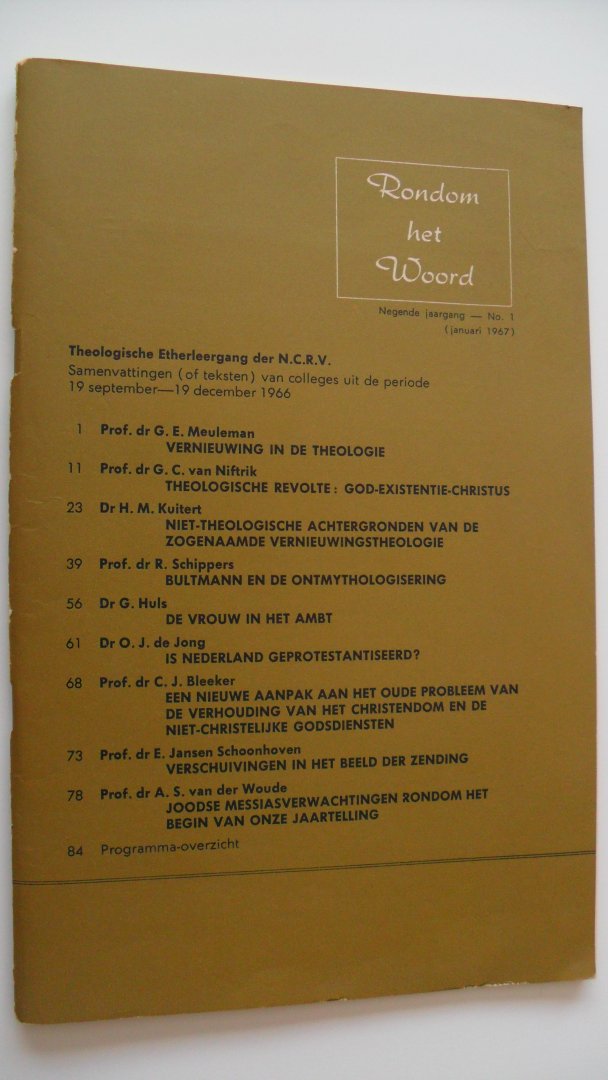 Rondom
het
Woord
Negende jaargang — No. 1
(januari 1967)
Theologische Etherleergang der N.C.R.V.
Samenvattingen (of teksten) van colleges uit de periode
19 september—19 december 1966
1 Prof. dr G. E. Meuleman
VERNIEUWING IN DE THEOLOGIE
11 Prof. dr G. C. van Niftrik
THEOLOGISCHE REVOLTE: GOD-EXISTENTIE-CHRISTUS
23 Dr H. M. Kuitert
NIET-THEOLOGISCHE ACHTERGRONDEN VAN DE
ZOGENAAMDE VERNIEUWINGSTHEOLOGIE
39 Prof. dr R. Schippers
BULTMANN EN DE ONTMYTHOLOGISERING
56 Dr G. Huls
DE VROUW IN HET AMBT
61 Dr O. J. de Jong
IS NEDERLAND GEPROTESTANTISEERD?
68 Prof. dr C. J. Bleeker
EEN NIEUWE AANPAK AAN HET OUDE PROBLEEM VAN
DE VERHOUDING VAN HET CHRISTENDOM EN DE
NIET-CHRISTELIJKE GODSDIENSTEN
73 Prof. dr E. Jansen Schoonhoven
VERSCHUIVINGEN IN HET BEELD DER ZENDING
78 Prof. dr A. S. van der Woude
JOODSE MESSIASVERWACHTINGEN RONDOM HET
BEGIN VAN ONZE JAARTELLING
84 Programma-overzicht